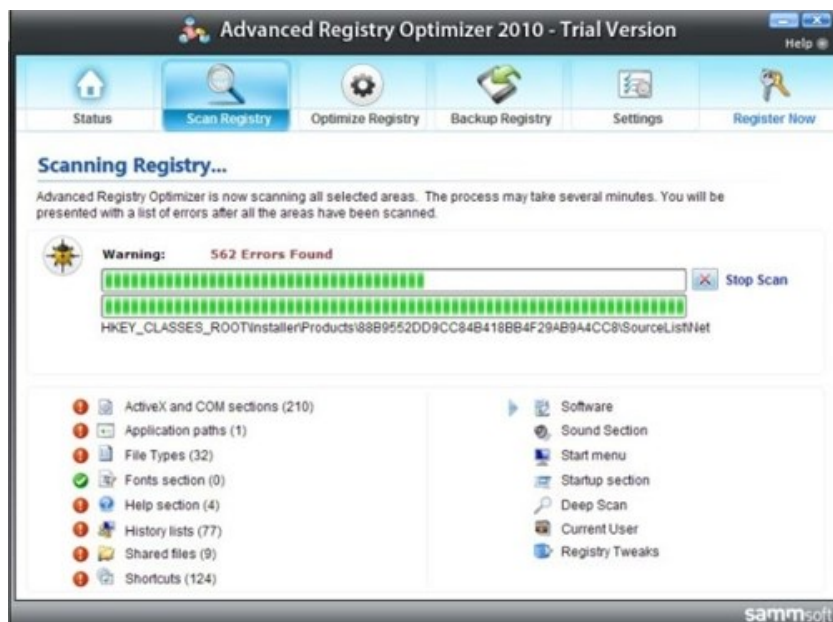 Advanced Registry Optimizer 2010 - Trial Version
Help
Status
Scan Registry
Optimize Registry
Backup Registry
Settings
Register Now
Scanning Registry...
Advanced Registry Optimizer is now scanning all selected areas. The process may take several minutes. You will
be presented with a list of errors after all the areas have been scanned.
Warning: 562 Errors Found
Stop Scan
HKEY_CLASSES_ROOT\Installer\Products\88B9552DD9CC84B418BB4F29AB9A4CC8\SourceList\Net
ActiveX and COM sections (210)
Application paths (1)
File Types (32)
Fonts section (0)
Help section (4)
History lists (77)
Shared files (9)
Shortcuts (124)
Software
Sound Section
Start menu
Startup section
Deep Scan
Current User
Registry Tweaks
sammsoft